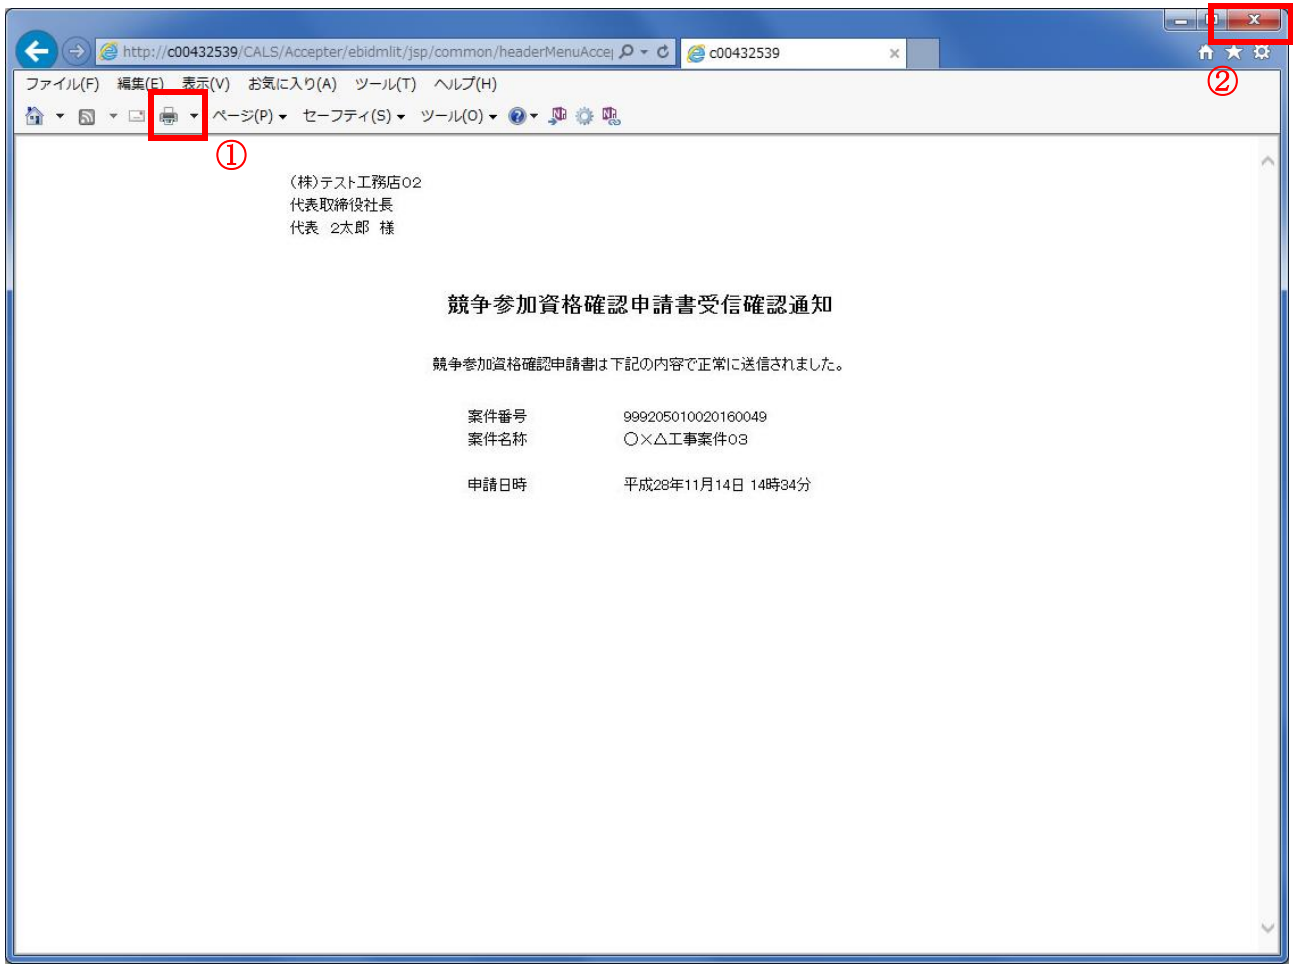 http://c00432539/CALS/Accepter/ebidmlit/jsp/common/headerMenuAccep
c00432539
ファイル(F) 編集(E) 表示(V) お気に入り(A) ツール(T) ヘルプ(H)
②
ページ(P) セーフティ(S) ツール(O)
①
(株)テスト工務店02
代表取締役社長
代表 2太郎 様
競争参加資格確認申請書受信確認通知
競争参加資格確認申請書は下記の内容で正常に送信されました。
案件番号 999205010020160049
案件名称 〇×△工事案件03
申請日時 平成28年11月14日 14時34分